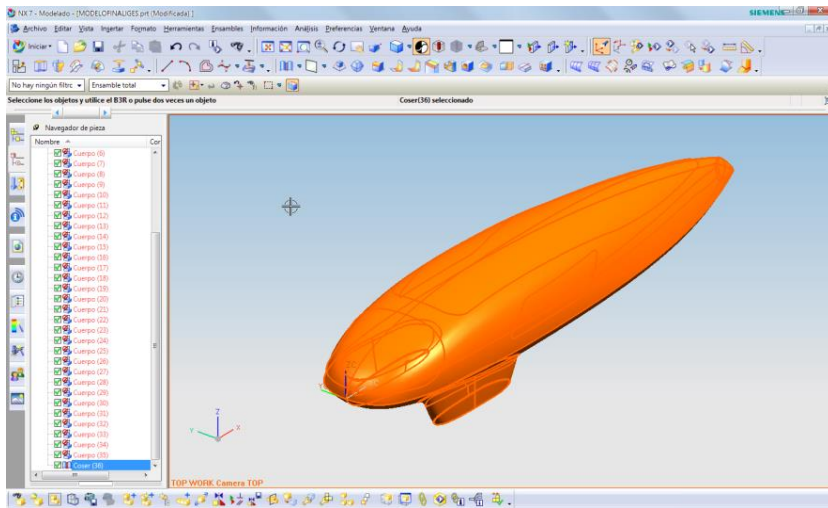 NX 7 - Modelado - [MODELOFINALIGES.prt (Modificada) ]
SIEMENS
Archivo Editar Vista Insertar Formato Herramientas Ensambles Información Análisis Preferencias Ventana Ayuda
Iniciar
No hay ningún filtrc Ensamble total
Seleccione los objetos y utilice el B3R o pulse dos veces un objeto
Coser(36) seleccionado
Navegador de pieza
Nombre Cor
Cuerpo (6)
Cuerpo (7)
Cuerpo (8)
Cuerpo (9)
Cuerpo (10)
Cuerpo (11)
Cuerpo (12)
Cuerpo (13)
Cuerpo (14)
Cuerpo (15)
Cuerpo (16)
Cuerpo (17)
Cuerpo (18)
Cuerpo (19)
Cuerpo (20)
Cuerpo (21)
Cuerpo (22)
Cuerpo (23)
Cuerpo (24)
Cuerpo (25)
Cuerpo (26)
Cuerpo (27)
Cuerpo (28)
Cuerpo (29)
Cuerpo (30)
Cuerpo (31)
Cuerpo (32)
Cuerpo (33)
Cuerpo (34)
Cuerpo (35)
Coser (36)
Z
Y
X
TOP WORK Camera TOP